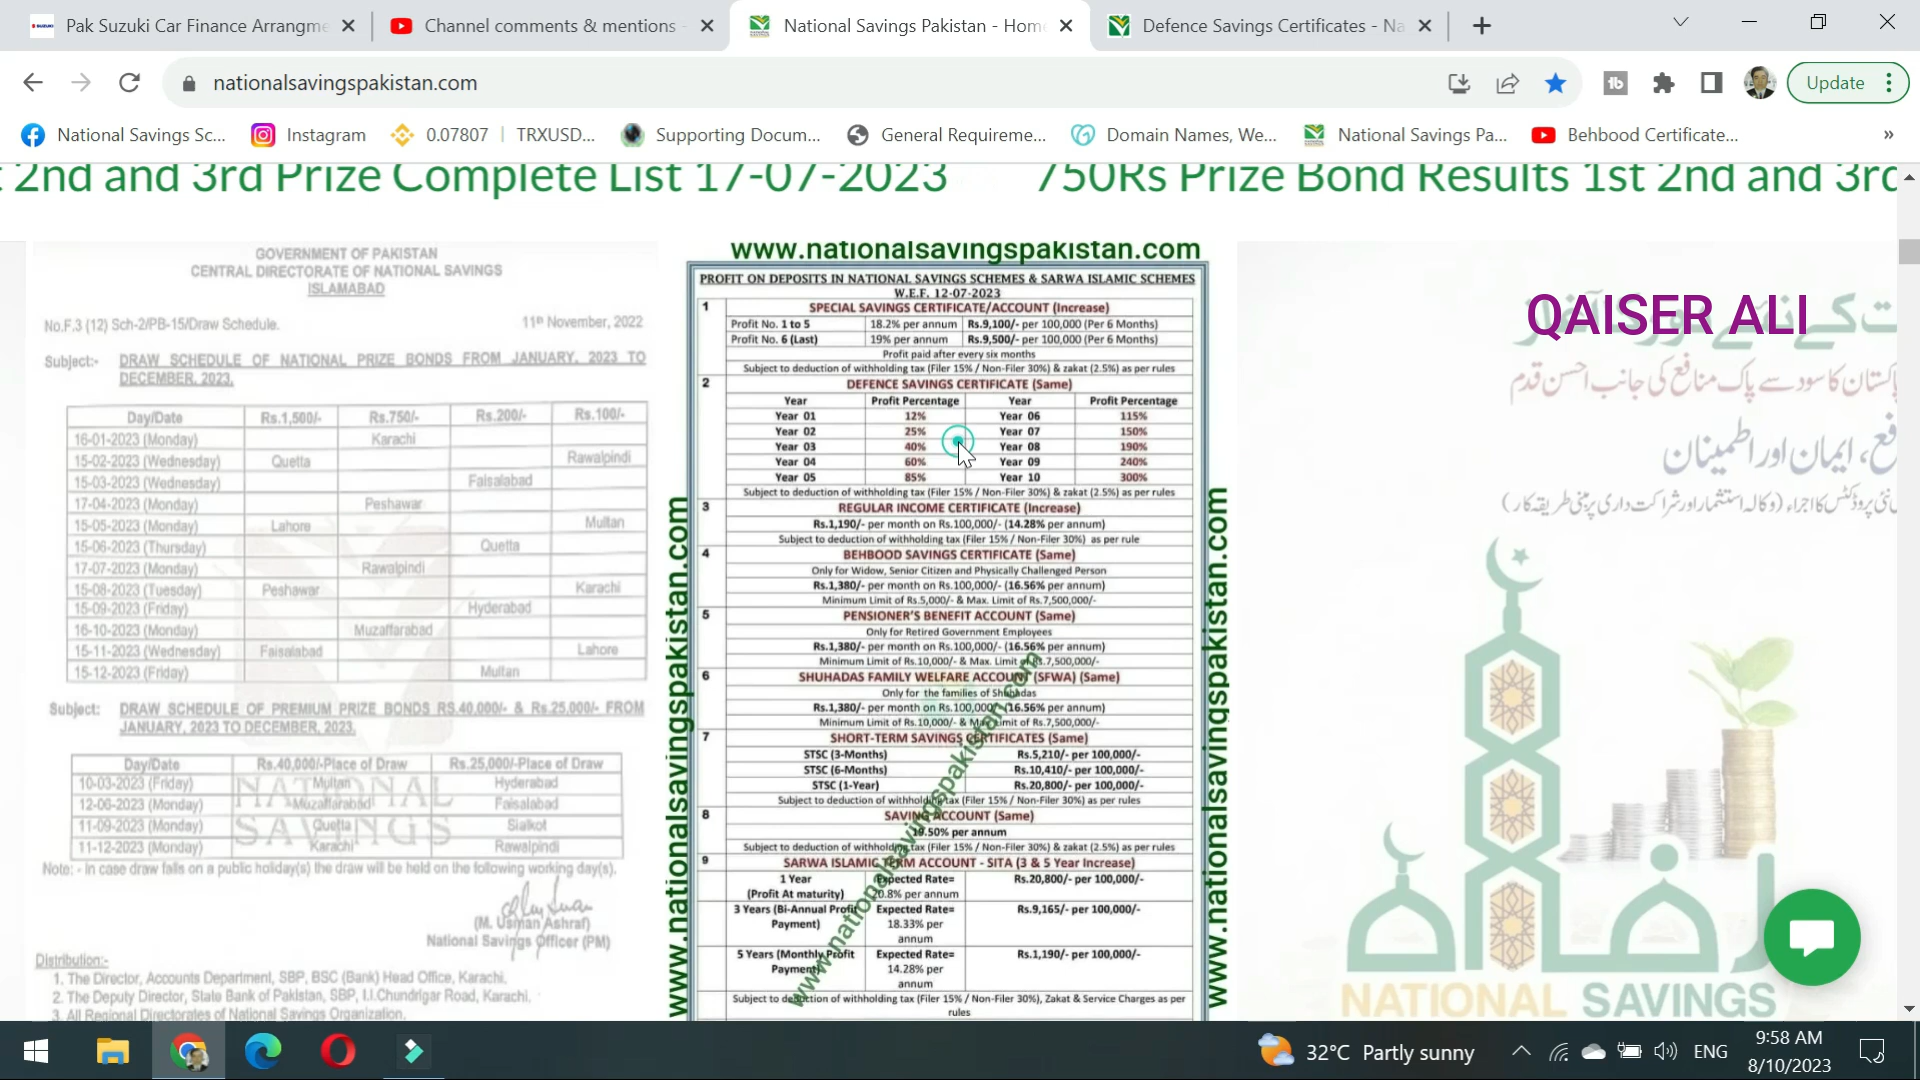 Pak Suzuki Car Finance Arrangme
Channel comments & mentions -
National Savings Pakistan - Hom
Defence Savings Certificates - Na
nationalsavingspakistan.com
Update
National Savings Sc...
Instagram
0.07807 | TRXUSD...
Supporting Docum...
General Requireme...
Domain Names, We...
National Savings Pa...
Behbood Certificate...
»
: 2nd and 3rd Prize Complete List 17-07-2023 750Rs Prize Bond Results 1st 2nd and 3rd
GOVERNMENT OF PAKISTAN
CENTRAL DIRECTORATE OF NATIONAL SAVINGS
ISLAMABAD
No.F.3 (12) Sch-2/PB-15/Draw Schedule. 11th November, 2022
Subject:- DRAW SCHEDULE OF NATIONAL PRIZE BONDS FROM JANUARY, 2023 TO
DECEMBER, 2023.
Day/Date Rs.1,500/- Rs.750/- Rs.200/- Rs.100/-
16-01-2023 (Monday) Karachi
15-02-2023 (Wednesday) Quetta Rawalpindi
15-03-2023 (Wednesday) Faisalabad
17-04-2023 (Monday) Peshawar
15-05-2023 (Monday) Lahore Multan
15-06-2023 (Thursday) Quetta
17-07-2023 (Monday) Rawalpindi
15-08-2023 (Tuesday) Peshawar Karachi
15-09-2023 (Friday) Hyderabad
16-10-2023 (Monday) Muzaffarabad
15-11-2023 (Wednesday) Faisalabad Lahore
15-12-2023 (Friday) Multan
Subject: DRAW SCHEDULE OF PREMIUM PRIZE BONDS RS.40,000/- & Rs.25,000/- FROM
JANUARY, 2023 TO DECEMBER, 2023.
Day/Date Rs.40,000/-Place of Draw Rs.25,000/-Place of Draw
10-03-2023 (Friday) Multan Hyderabad
12-06-2023 (Monday) Muzaffarabad Faisalabad
11-09-2023 (Monday) Quetta Sialkot
11-12-2023 (Monday) Karachi Rawalpindi
NATIONAL
SAVINGS
Note: - in case draw falls on a public holiday(s) the draw will be held on the following working day(s).
(M. Usman Ashraf)
National Savings Officer (PM)
Distribution:-
1. The Director, Accounts Department, SBP, BSC (Bank) Head Office, Karachi.
2. The Deputy Director, State Bank of Pakistan, SBP, I.I.Chundrigar Road, Karachi.
3. All Regional Directorates of National Savings Organization.
www.nationalsavingspakistan.com
PROFIT ON DEPOSITS IN NATIONAL SAVINGS SCHEMES & SARWA ISLAMIC SCHEMES
W.E.F. 12-07-2023
1 SPECIAL SAVINGS CERTIFICATE/ACCOUNT (Increase)
Profit No. 1 to 5 18.2% per annum Rs.9,100/- per 100,000 (Per 6 Months)
Profit No. 6 (Last) 19% per annum Rs.9,500/- per 100,000 (Per 6 Months)
Profit paid after every six months
Subject to deduction of withholding tax (Filer 15% / Non-Filer 30%) & zakat (2.5%) as per rules
2 DEFENCE SAVINGS CERTIFICATE (Same)
Year Profit Percentage Year Profit Percentage
Year 01 12% Year 06 115%
Year 02 25% Year 07 150%
Year 03 40% Year 08 190%
Year 04 60% Year 09 240%
Year 05 85% Year 10 300%
Subject to deduction of withholding tax (Filer 15% / Non-Filer 30%) & zakat (2.5%) as per rules
3 REGULAR INCOME CERTIFICATE (Increase)
Rs.1,190/- per month on Rs.100,000/- (14.28% per annum)
Subject to deduction of withholding tax (Filer 15% / Non-Filer 30%) as per rule
4 BEHBOOD SAVINGS CERTIFICATE (Same)
Only for Widow, Senior Citizen and Physically Challenged Person
Rs.1,380/- per month on Rs.100,000/- (16.56% per annum)
Minimum Limit of Rs.5,000/- & Max. Limit of Rs.7,500,000/-
5 PENSIONER'S BENEFIT ACCOUNT (Same)
Only for Retired Government Employees
Rs.1,380/- per month on Rs.100,000/- (16.56% per annum)
Minimum Limit of Rs.10,000/- & Max. Limit of Rs.7,500,000/-
6 SHUHADAS FAMILY WELFARE ACCOUNT (SFWA) (Same)
Only for the families of Shuhadas
Rs.1,380/- per month on Rs.100,000/- (16.56% per annum)
Minimum Limit of Rs.10,000/- & Max. Limit of Rs.7,500,000/-
7 SHORT-TERM SAVINGS CERTIFICATES (Same)
STSC (3-Months) Rs.5,210/- per 100,000/-
STSC (6-Months) Rs.10,410/- per 100,000/-
STSC (1-Year) Rs.20,800/- per 100,000/-
Subject to deduction of withholding tax (Filer 15% / Non-Filer 30%) as per rules
8 SAVING ACCOUNT (Same)
19.50% per annum
Subject to deduction of withholding tax (Filer 15% / Non-Filer 30%) & zakat (2.5%) as per rules
9 SARWA ISLAMIC TERM ACCOUNT - SITA (3 & 5 Year Increase)
1 Year Expected Rate= Rs.20,800/- per 100,000/-
(Profit At maturity) 20.8% per annum
3 Years (Bi-Annual Profit Expected Rate= Rs.9,165/- per 100,000/-
Payment) 18.33% per
annum
5 Years (Monthly Profit Expected Rate= Rs.1,190/- per 100,000/-
Payment) 14.28% per
annum
Subject to deduction of withholding tax (Filer 15% / Non-Filer 30%), Zakat & Service Charges as per
rules
www.nationalsavingspakistan.com
www.nationalsavingspakistan.com
www.nationalsavingspakistan.com
QAISER ALI
پاکستان کا سود سے پاک منافع کی جانب احسن قدم
ایمان اور اطمینان
NATIONAL SAVINGS
32°C Partly sunny
ENG
9:58 AM
8/10/2023